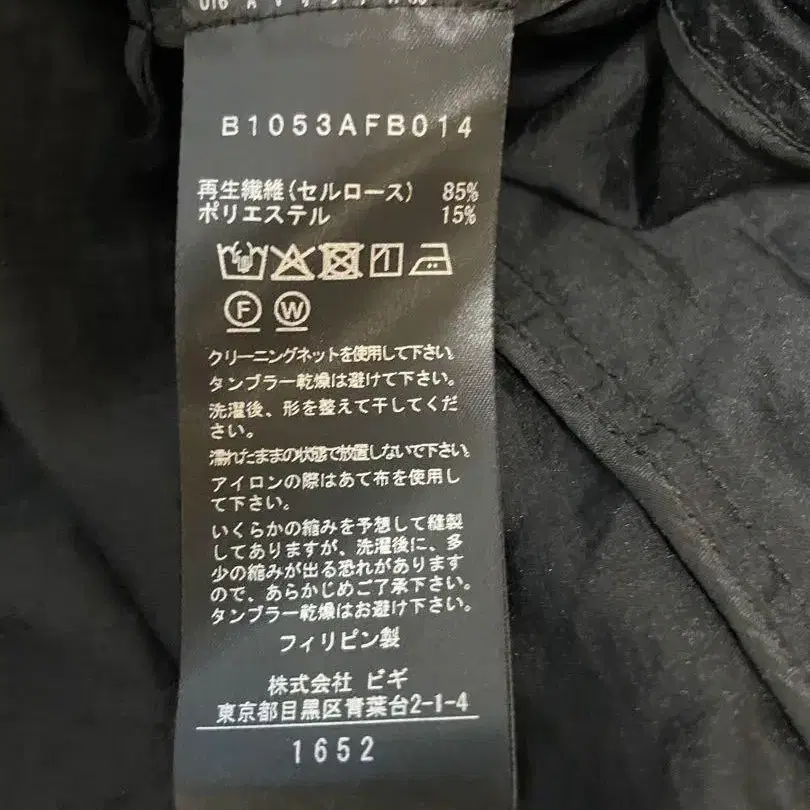 B1053AFB014
再生繊維(セルロース) 85%
ポリエステル 15%
F W
クリーニングネットを使用して下さい。
タンブラー乾燥は避けて下さい。
洗濯後、形を整えて干してくだ
さい。
濡れたままの状態で放置しないで下さい。
アイロンの際はあて布を使用し
て下さい。
いくらかの縮みを予想して縫製
してありますが、洗濯後に、多
少の縮みが出る恐れがあります
ので、あらかじめご了承下さい。
タンブラー乾燥はお避け下さい。
フィリピン製
株式会社 ビギ
東京都目黒区青葉台2-1-4
1652